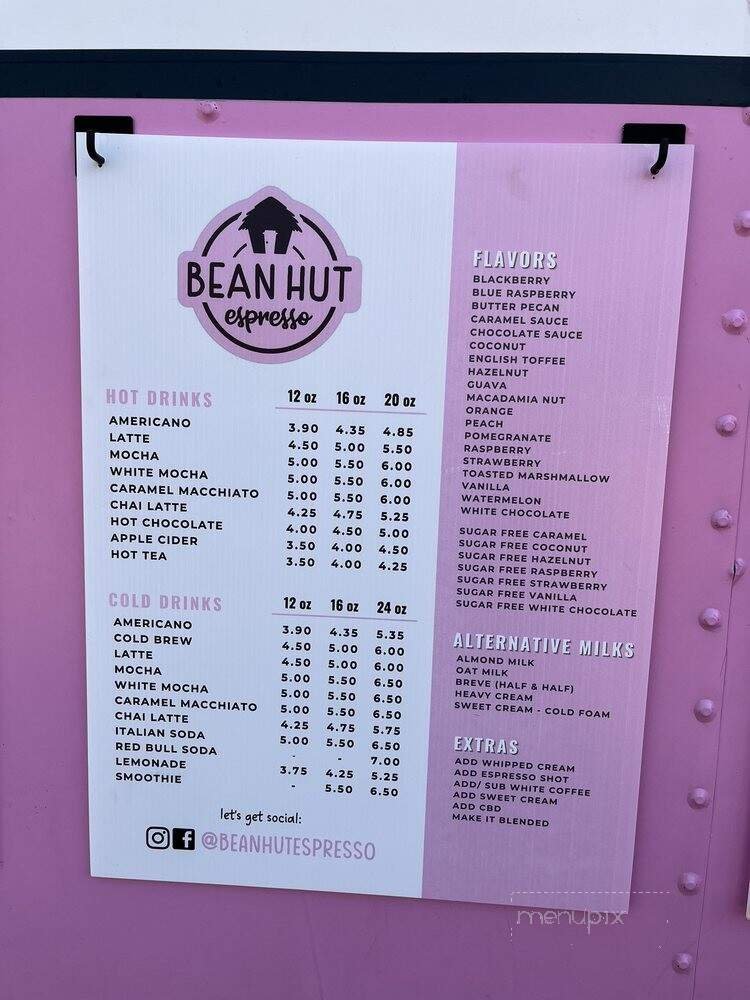 BEAN HUT
espresso
HOT DRINKS 12 oz 16 oz 20 oz
AMERICANO 3.90 4.35 4.85
LATTE 4.50 5.00 5.50
MOCHA 5.00 5.50 6.00
WHITE MOCHA 5.00 5.50 6.00
CARAMEL MACCHIATO 5.00 5.50 6.00
CHAI LATTE 4.25 4.75 5.25
HOT CHOCOLATE 4.00 4.50 5.00
APPLE CIDER 3.50 4.00 4.50
HOT TEA 3.50 4.00 4.25
COLD DRINKS 12 oz 16 oz 24 oz
AMERICANO 3.90 4.35 5.35
COLD BREW 4.50 5.00 6.00
LATTE 4.50 5.00 6.00
MOCHA 5.00 5.50 6.50
WHITE MOCHA 5.00 5.50 6.50
CARAMEL MACCHIATO 5.00 5.50 6.50
CHAI LATTE 4.25 4.75 5.75
ITALIAN SODA 5.00 5.50 6.50
RED BULL SODA - - 7.00
LEMONADE 3.75 4.25 5.25
SMOOTHIE - 5.50 6.50
let's get social:
@BEANHUTESPRESSO
FLAVORS
BLACKBERRY
BLUE RASPBERRY
BUTTER PECAN
CARAMEL SAUCE
CHOCOLATE SAUCE
COCONUT
ENGLISH TOFFEE
HAZELNUT
GUAVA
MACADAMIA NUT
ORANGE
PEACH
POMEGRANATE
RASPBERRY
STRAWBERRY
TOASTED MARSHMALLOW
VANILLA
WATERMELON
WHITE CHOCOLATE
SUGAR FREE CARAMEL
SUGAR FREE COCONUT
SUGAR FREE HAZELNUT
SUGAR FREE RASPBERRY
SUGAR FREE STRAWBERRY
SUGAR FREE VANILLA
SUGAR FREE WHITE CHOCOLATE
ALTERNATIVE MILKS
ALMOND MILK
OAT MILK
BREVE (HALF & HALF)
HEAVY CREAM
SWEET CREAM - COLD FOAM
EXTRAS
ADD WHIPPED CREAM
ADD ESPRESSO SHOT
ADD/ SUB WHITE COFFEE
ADD SWEET CREAM
ADD CBD
MAKE IT BLENDED
menupix